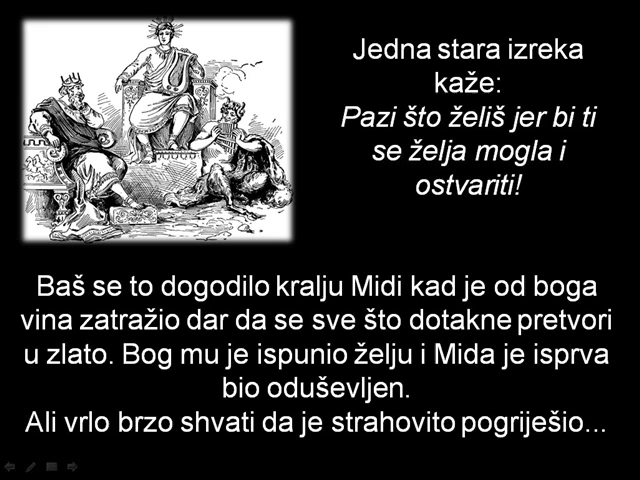 Jedna stara izreka
kaže:
Pazi što želiš jer bi ti
se želja mogla i
ostvariti!
Baš se to dogodilo kralju Midi kad je od boga
vina zatražio dar da se sve što dotakne pretvori
u zlato. Bog mu je ispunio želju i Mida je isprva
bio oduševljen.
Ali vrlo brzo shvati da je strahovito pogriješio...